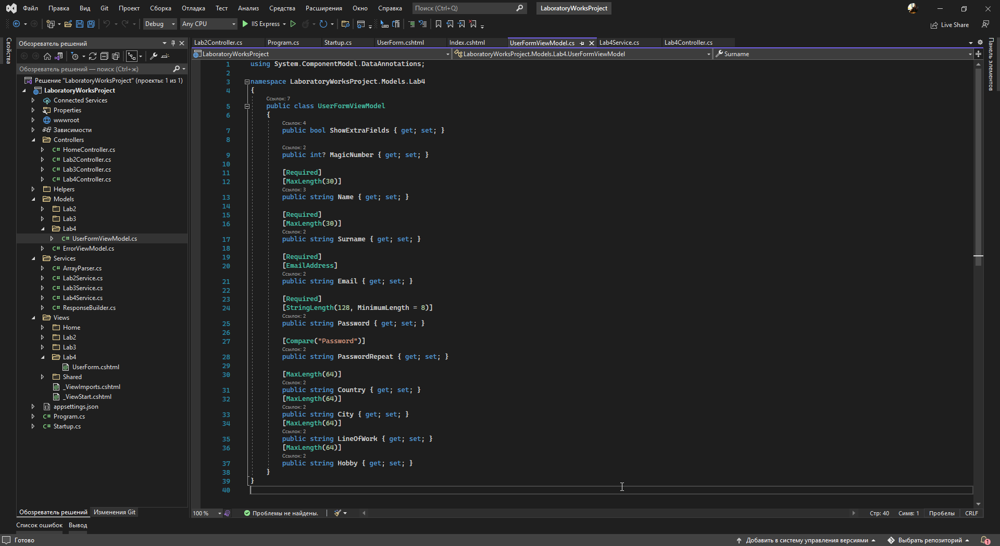 Файл Правка Вид Git Проект Сборка Отладка Тест Анализ Средства Расширения Окно Справка Поиск (Ctrl+Q) LaboratoryWorksProject
Debug Any CPU IIS Express Live Share
Свойства
Обозреватель решений
Обозреватель решений — поиск (Ctrl+ж)
Решение "LaboratoryWorksProject" (проекты: 1 из 1)
LaboratoryWorksProject
Connected Services
Properties
wwwroot
Зависимости
Controllers
C# HomeController.cs
C# Lab2Controller.cs
C# Lab3Controller.cs
C# Lab4Controller.cs
Helpers
Models
Lab2
Lab3
Lab4
C# UserFormViewModel.cs
C# ErrorViewModel.cs
Services
C# ArrayParser.cs
C# Lab2Service.cs
C# Lab3Service.cs
C# Lab4Service.cs
C# ResponseBuilder.cs
Views
Home
Lab2
Lab3
Lab4
UserForm.cshtml
Shared
_ViewImports.cshtml
_ViewStart.cshtml
appsettings.json
C# Program.cs
C# Startup.cs
Обозреватель решений Изменения Git
Lab2Controller.cs Program.cs Startup.cs UserForm.cshtml Index.cshtml UserFormViewModel.cs Lab4Service.cs Lab4Controller.cs
LaboratoryWorksProject LaboratoryWorksProject.Models.Lab4.UserFormViewModel Surname
1 using System.ComponentModel.DataAnnotations;
2
3 namespace LaboratoryWorksProject.Models.Lab4
4 {
Ссылок: 7
5 public class UserFormViewModel
6 {
Ссылок: 4
7 public bool ShowExtraFields { get; set; }
8
Ссылок: 2
9 public int? MagicNumber { get; set; }
10
11 [Required]
12 [MaxLength(30)]
Ссылок: 3
13 public string Name { get; set; }
14
15 [Required]
16 [MaxLength(30)]
Ссылок: 2
17 public string Surname { get; set; }
18
19 [Required]
20 [EmailAddress]
Ссылок: 2
21 public string Email { get; set; }
22
23 [Required]
24 [StringLength(128, MinimumLength = 8)]
Ссылок: 2
25 public string Password { get; set; }
26
27 [Compare("Password")]
Ссылок: 2
28 public string PasswordRepeat { get; set; }
29
30 [MaxLength(64)]
Ссылок: 2
31 public string Country { get; set; }
32 [MaxLength(64)]
Ссылок: 2
33 public string City { get; set; }
34 [MaxLength(64)]
Ссылок: 2
35 public string LineOfWork { get; set; }
36 [MaxLength(64)]
Ссылок: 2
37 public string Hobby { get; set; }
38 }
39 }
40
Панель элементов
100 % Проблемы не найдены. Стр: 40 Симв: 1 Пробелы CRLF
Список ошибок Вывод
Готово Добавить в систему управления версиями Выбрать репозиторий 1